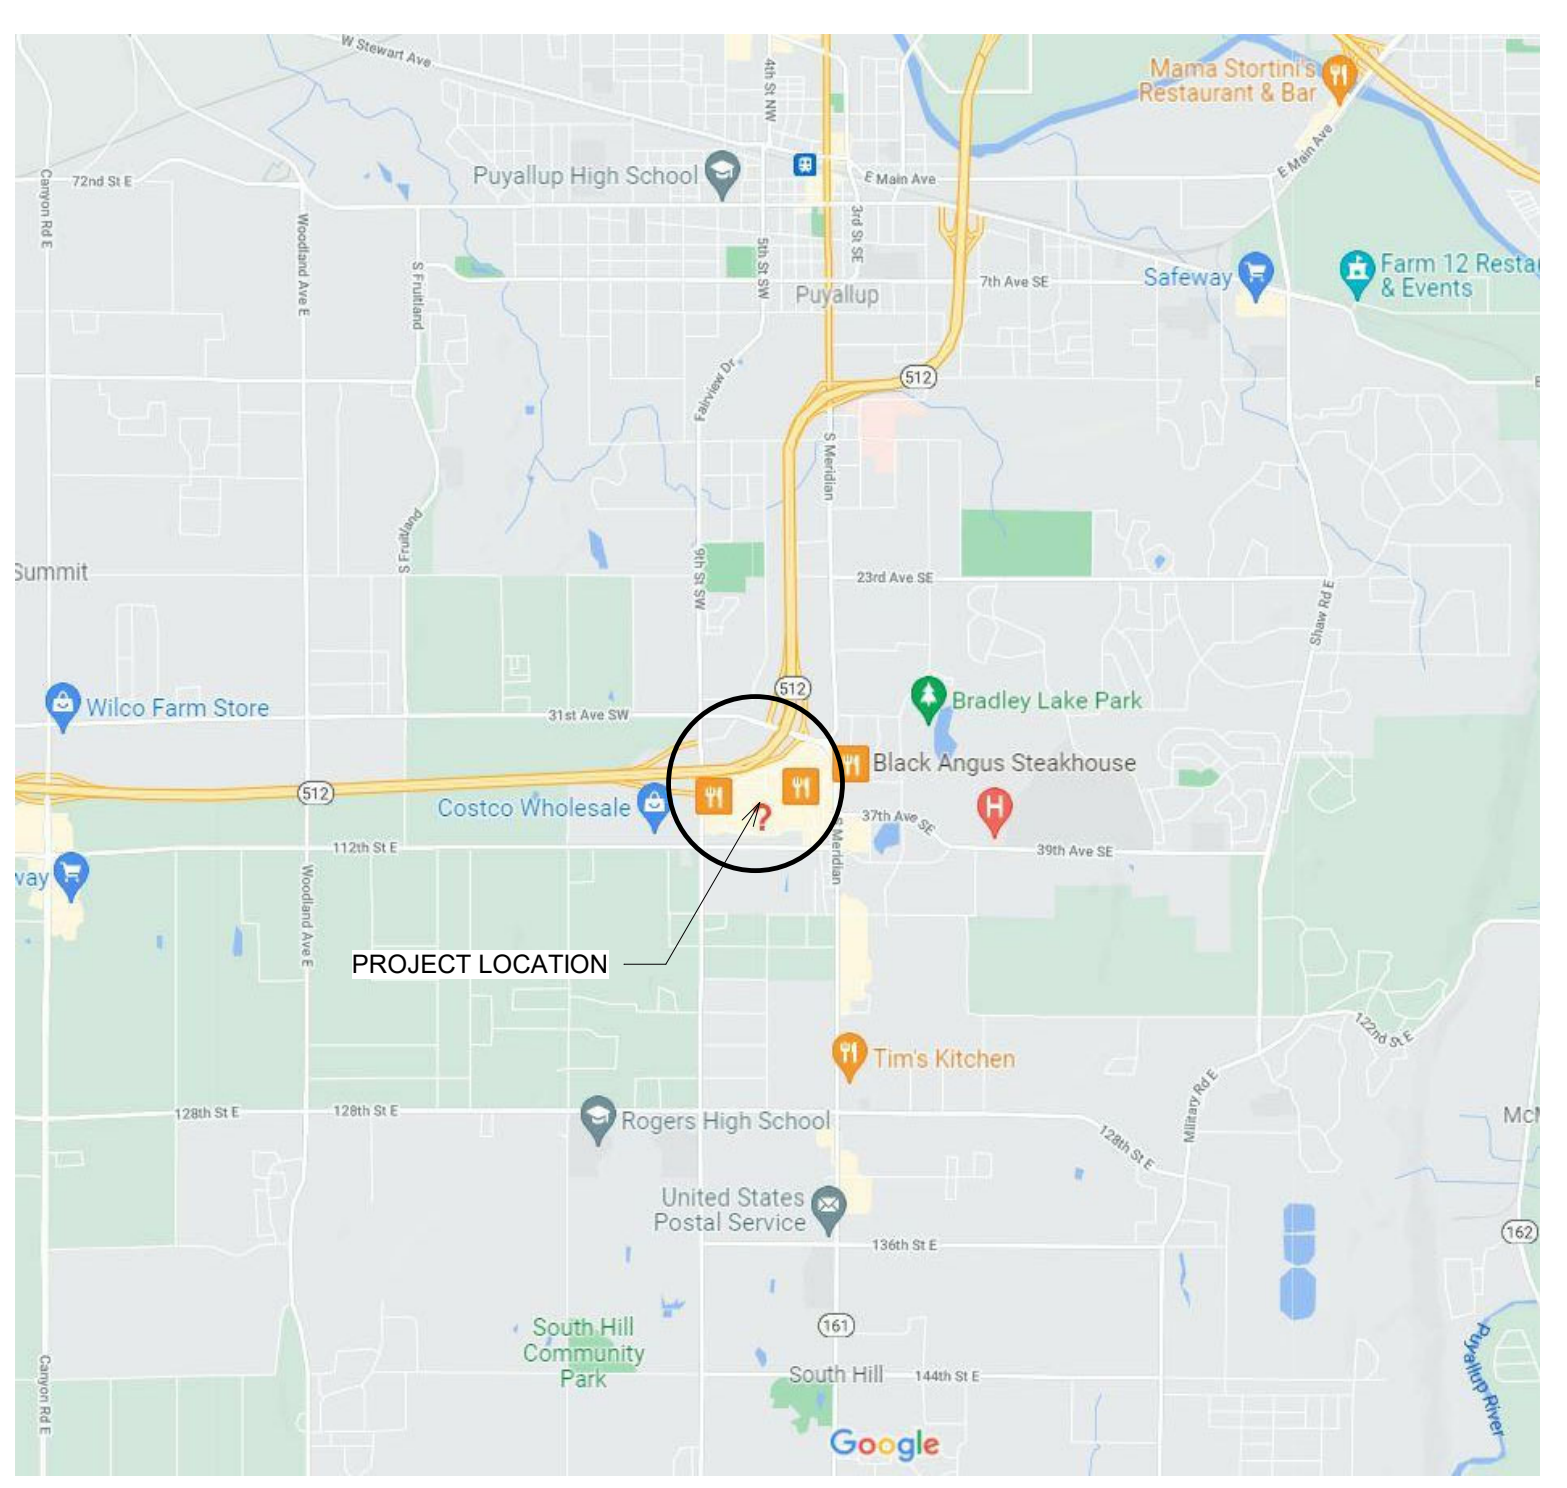 W Stewart Ave
4th St NW
Mama Stortini's
Restaurant & Bar
E Main Ave
Puyallup High School
E Main Ave
72nd St E
Canyon Rd E
Woodland Ave E
S Fruitland
5th St SW
3rd St SE
7th Ave SE
Safeway
Farm 12 Resta
& Events
Puyallup
Fairview Dr
512
E
S Meridian
S Fruitland
9th St SW
Summit
23rd Ave SE
Shaw Rd E
512
Bradley Lake Park
Wilco Farm Store
31st Ave SW
Black Angus Steakhouse
512
Costco Wholesale
?
H
37th Ave SE
S Meridian
112th St E
39th Ave SE
way
Woodland Ave E
PROJECT LOCATION
122nd St E
Tim's Kitchen
Military Rd E
128th St E
128th St E
Rogers High School
128th St E
McM
United States
Postal Service
136th St E
162
161
South Hill
Community
Park
South Hill
144th St E
Canyon Rd E
Puyallup River
Google